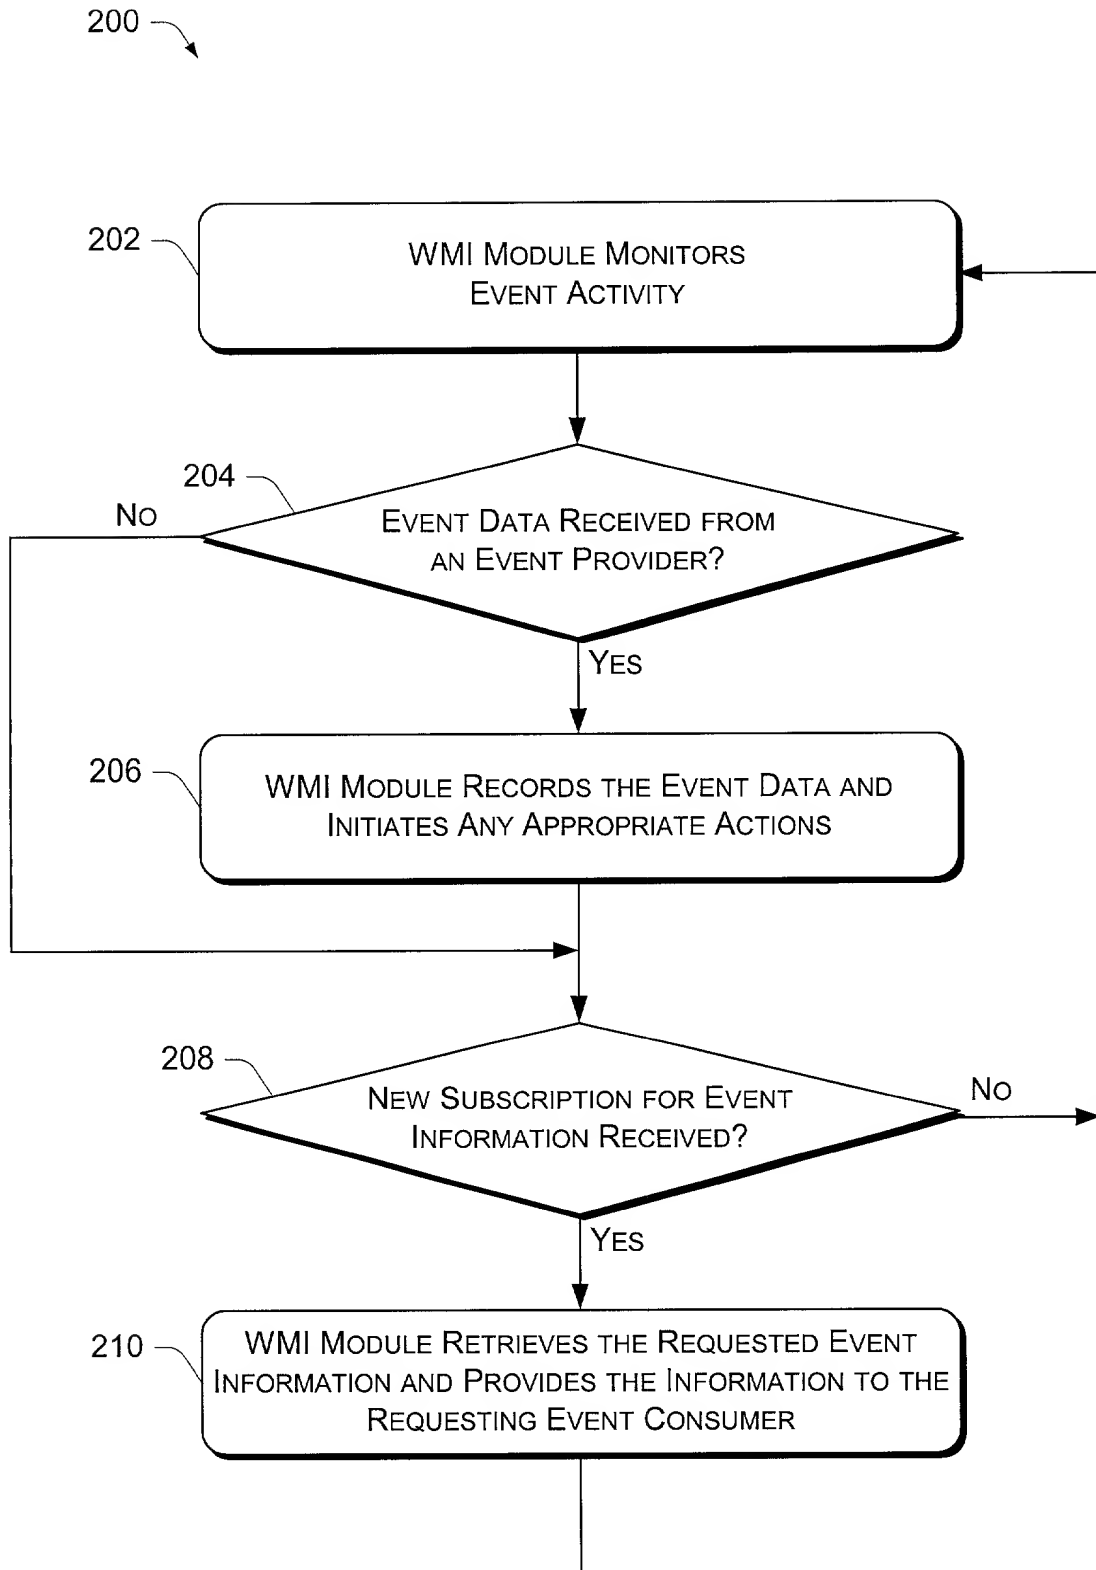 200
202
WMI MODULE MONITORS
EVENT ACTIVITY
204
NO
EVENT DATA RECEIVED FROM
AN EVENT PROVIDER?
YES
206
WMI MODULE RECORDS THE EVENT DATA AND
INITIATES ANY APPROPRIATE ACTIONS
208
NEW SUBSCRIPTION FOR EVENT
INFORMATION RECEIVED?
NO
YES
210
WMI MODULE RETRIEVES THE REQUESTED EVENT
INFORMATION AND PROVIDES THE INFORMATION TO THE
REQUESTING EVENT CONSUMER